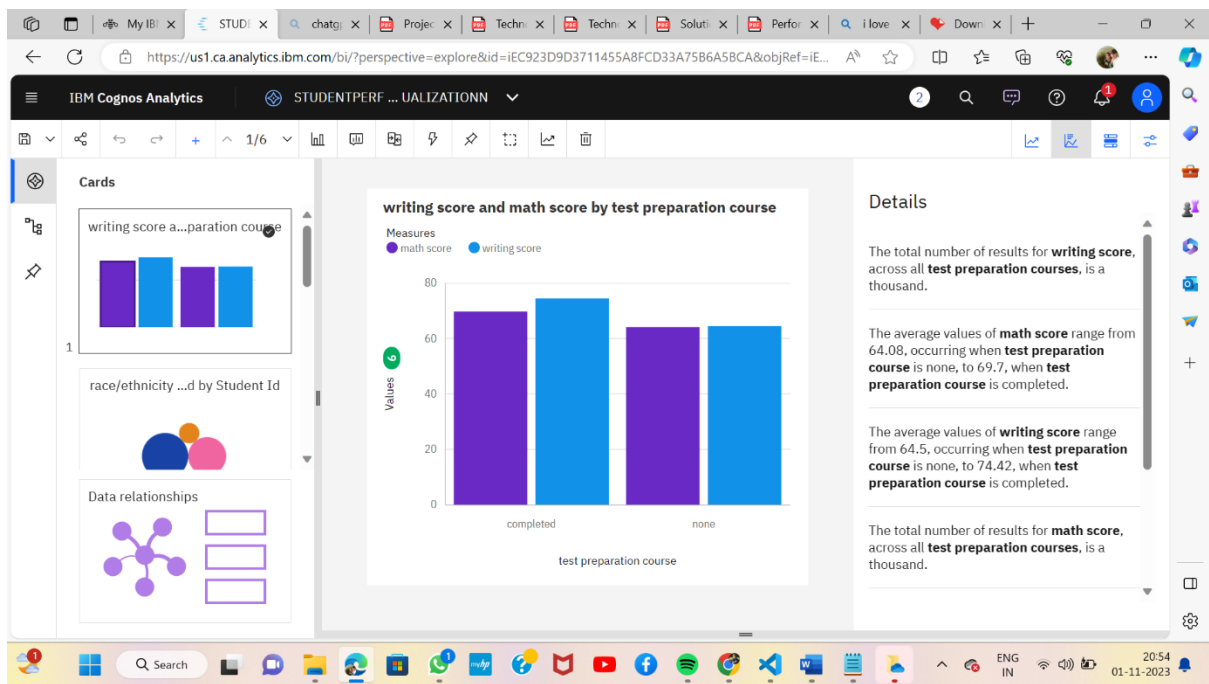 My IBI
STUDE
chatgp
Projec
Techno
Techno
Soluti
Perfor
i love
Downl
https://us1.ca.analytics.ibm.com/bi/?perspective=explore&id=iEC923D9D3711455A8FCD33A75B6A5BCA&objRef=iE...
IBM Cognos Analytics
STUDENTPERF ... UALIZATIONN
2
1
1/6
Cards
writing score a...paration course
1
race/ethnicity ...d by Student Id
Data relationships
writing score and math score by test preparation course
Measures
math score writing score
80
60
40
20
0
Values
6
completed none
test preparation course
Details
The total number of results for writing score,
across all test preparation courses, is a
thousand.
The average values of math score range from
64.08, occurring when test preparation
course is none, to 69.7, when test
preparation course is completed.
The average values of writing score range
from 64.5, occurring when test preparation
course is none, to 74.42, when test
preparation course is completed.
The total number of results for math score,
across all test preparation courses, is a
thousand.
1
Search
1
myhp
ENG
IN
20:54
01-11-2023